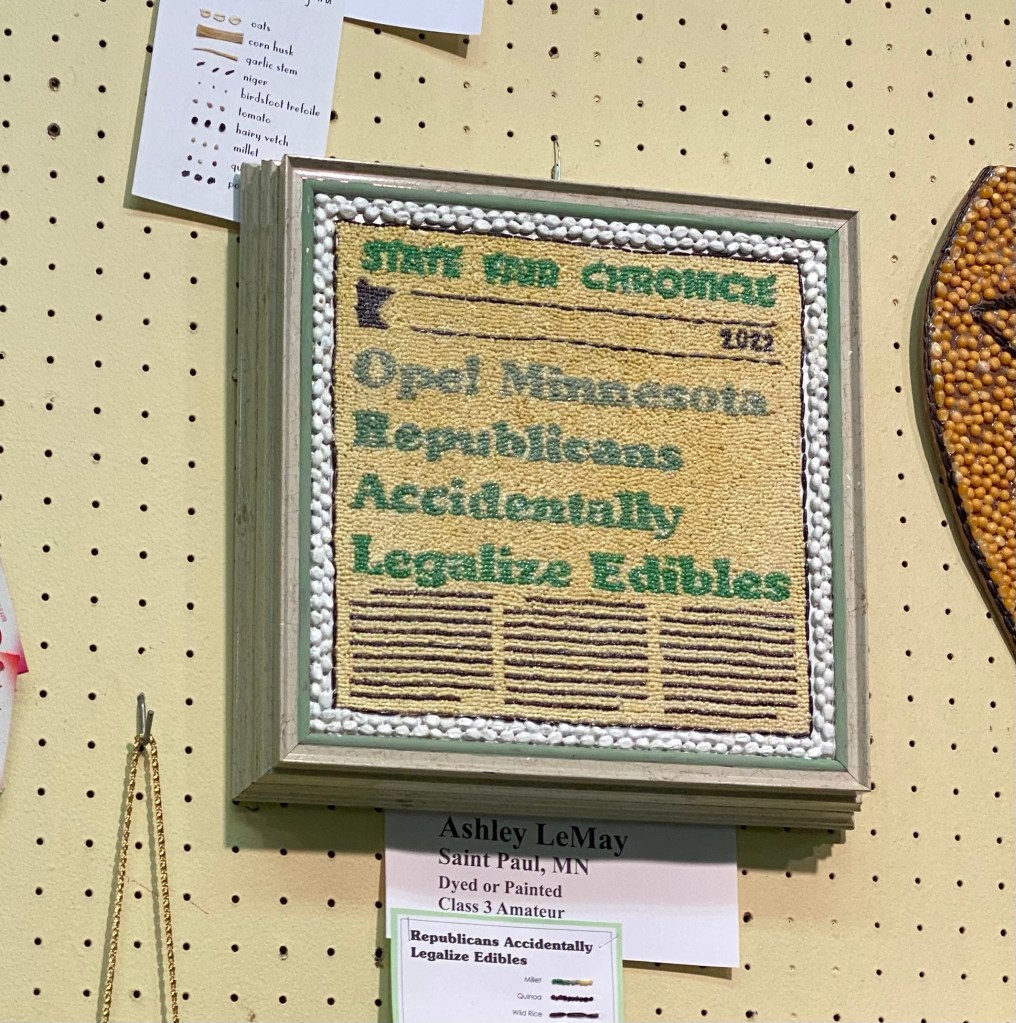 oats
corn husk
garlic stem
niger
birdsfoot trefoile
tomato
hairy vetch
millet
STATE FAIR CHRONICLE
2022
Ope! Minnesota
Republicans
Accidentally
Legalize Edibles
Ashley LeMay
Saint Paul, MN
Dyed or Painted
Class 3 Amateur
Republicans Accidentally
Legalize Edibles
Millet
Quinoa
Wild Rice